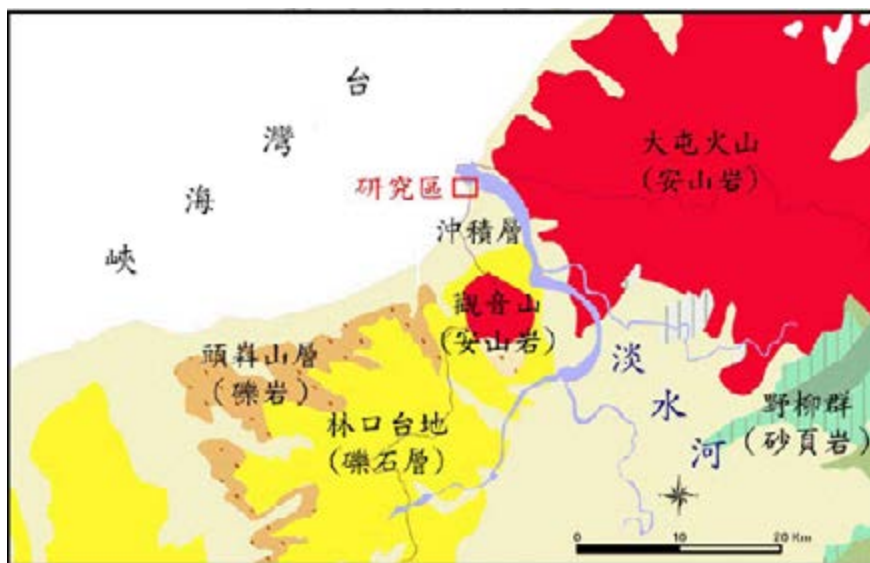 台灣海峽
大屯火山
(安山岩)
研究區
沖積層
觀音山
(安山岩)
頭嵙山層
(礫岩)
林口台地
(礫石層)
淡水河
野柳群
(砂頁岩)
0 10 20 Km